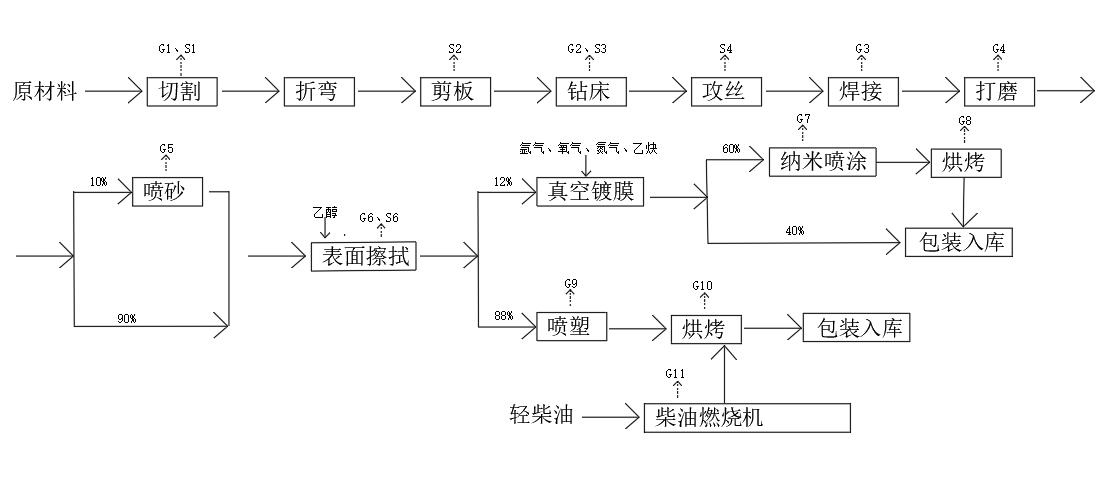 G1、S1
S2
G2、S3
S4
G3
G4
原材料
切割
折弯
剪板
钻床
攻丝
焊接
打磨
G5
10%
喷砂
90%
乙醇
G6、S6
表面擦拭
氩气、氧气、氮气、乙炔
12%
真空镀膜
60%
G7
纳米喷涂
G8
烘烤
40%
包装入库
88%
G9
喷塑
G10
烘烤
包装入库
轻柴油
G11
柴油燃烧机